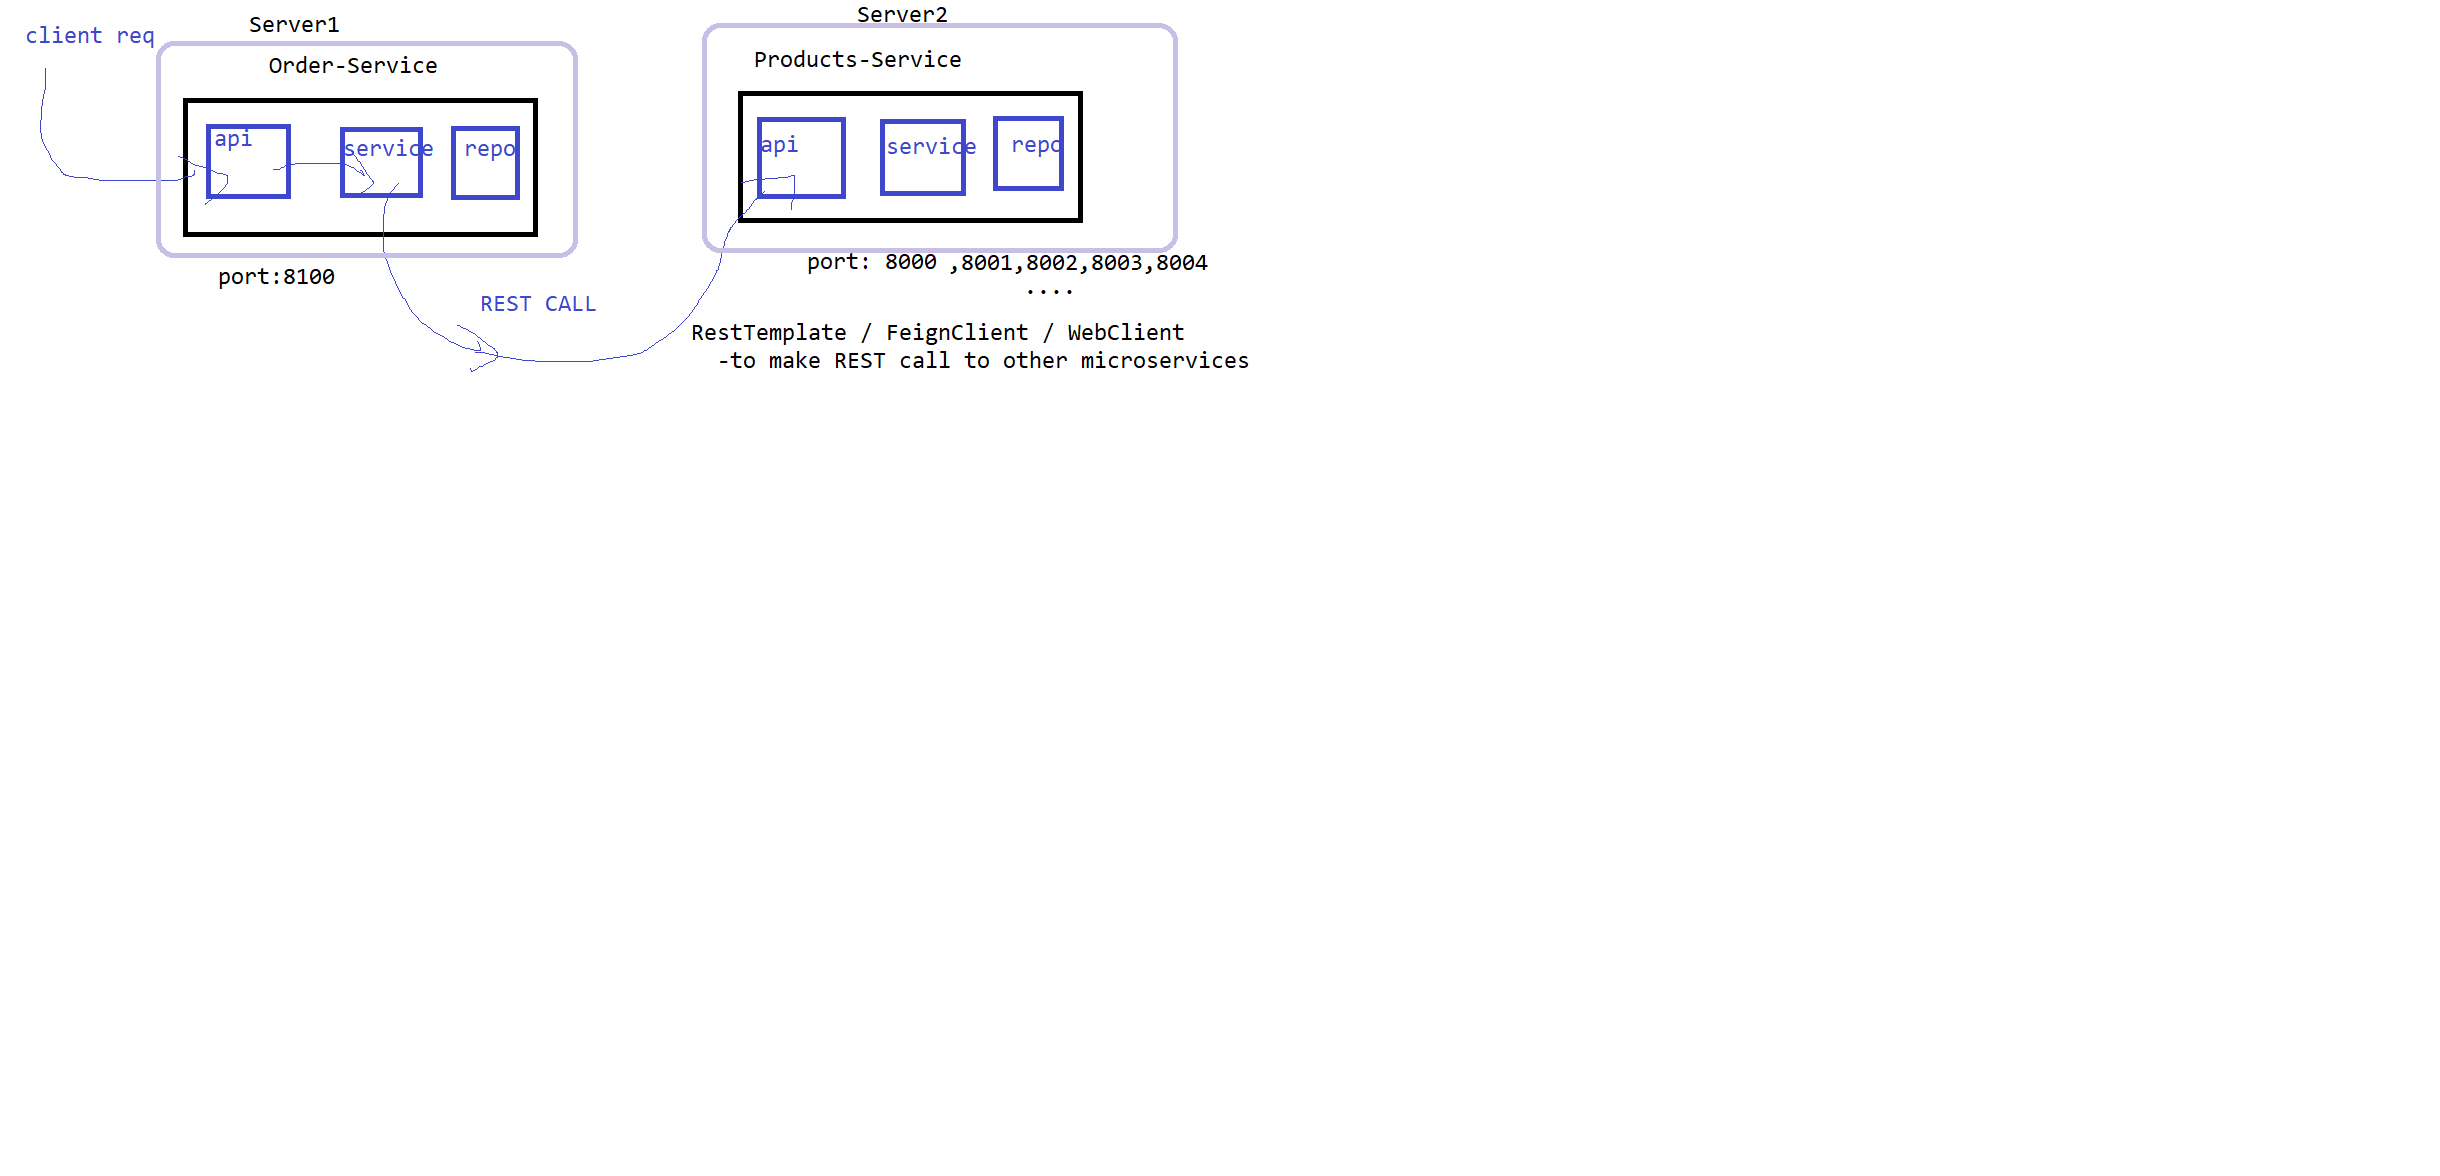 client req
Server1
Order-Service
api
service
repo
port:8100
REST CALL
Server2
Products-Service
api
service
repo
port: 8000 ,8001,8002,8003,8004
....
RestTemplate / FeignClient / WebClient
-to make REST call to other microservices